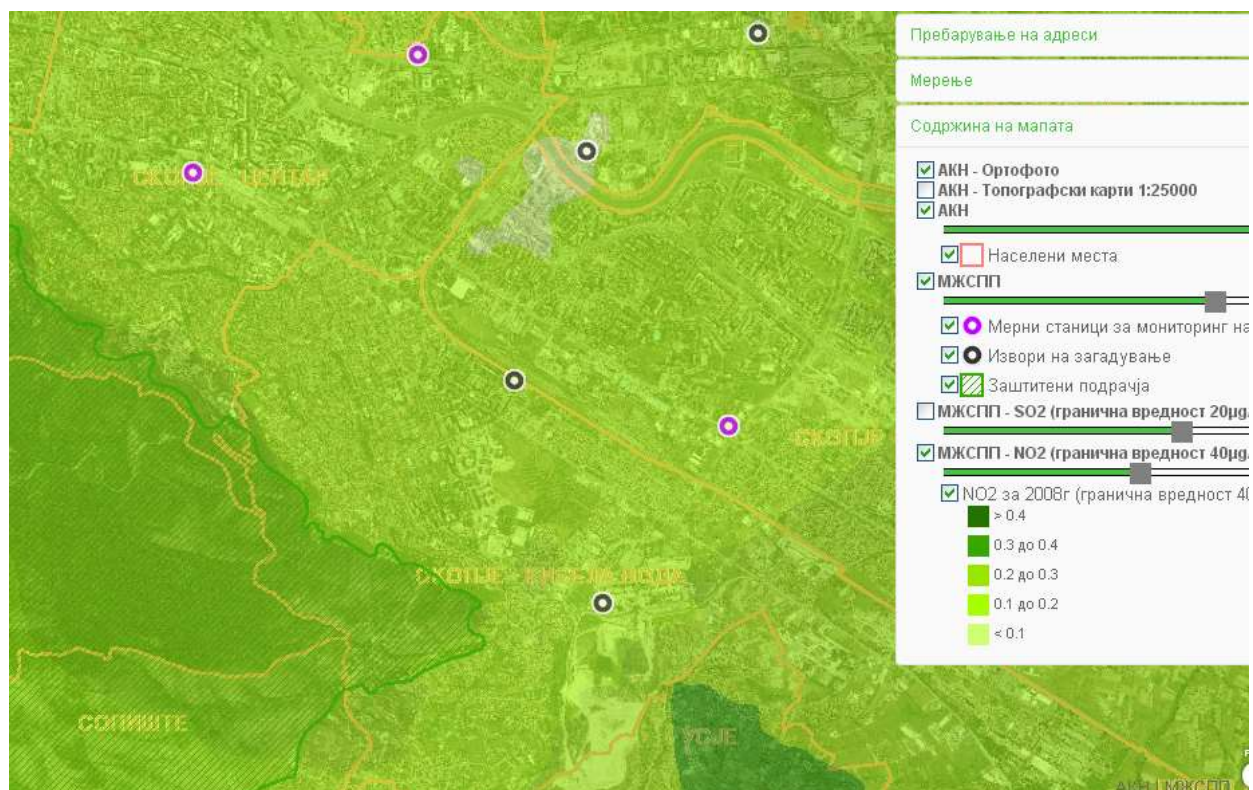 Пребарување на адреси
Мерење
Содржина на мапата
АКН - Ортофото
АКН - Топографски карти 1:25000
АКН
Населени места
МЖСПП
Мерни станици за мониторинг на
Извори на загадување
Заштитени подрачја
МЖСПП - SO2 (гранична вредност 20µg.
МЖСПП - NO2 (гранична вредност 40µg.
NO2 за 2008г (гранична вредност 40
> 0.4
0.3 до 0.4
0.2 до 0.3
0.1 до 0.2
< 0.1
СКОПЈЕ - ЦЕНТАР
СКОПЈЕ
СКОПЈЕ - КИСЕЛА ВОДА
СОПИШТЕ
УСЈЕ
АКН | МЖСПП